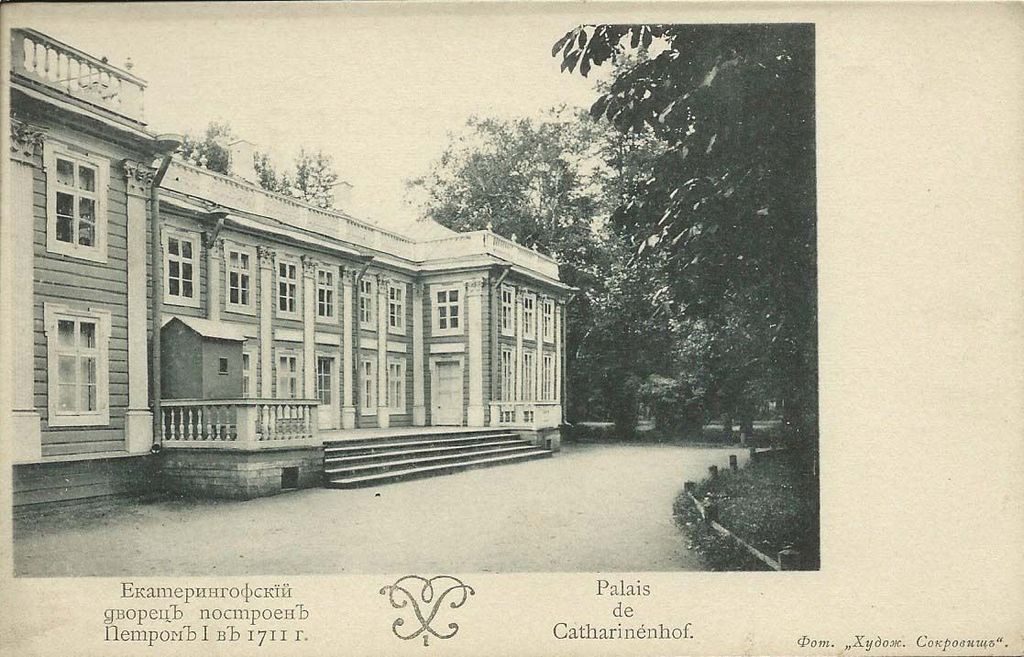 Екатерингофскій
дворецъ построенъ
Петромъ I въ 1711 г.
Palais
de
Catharinénhof.
Фот. „Худож. Сокровищъ“.